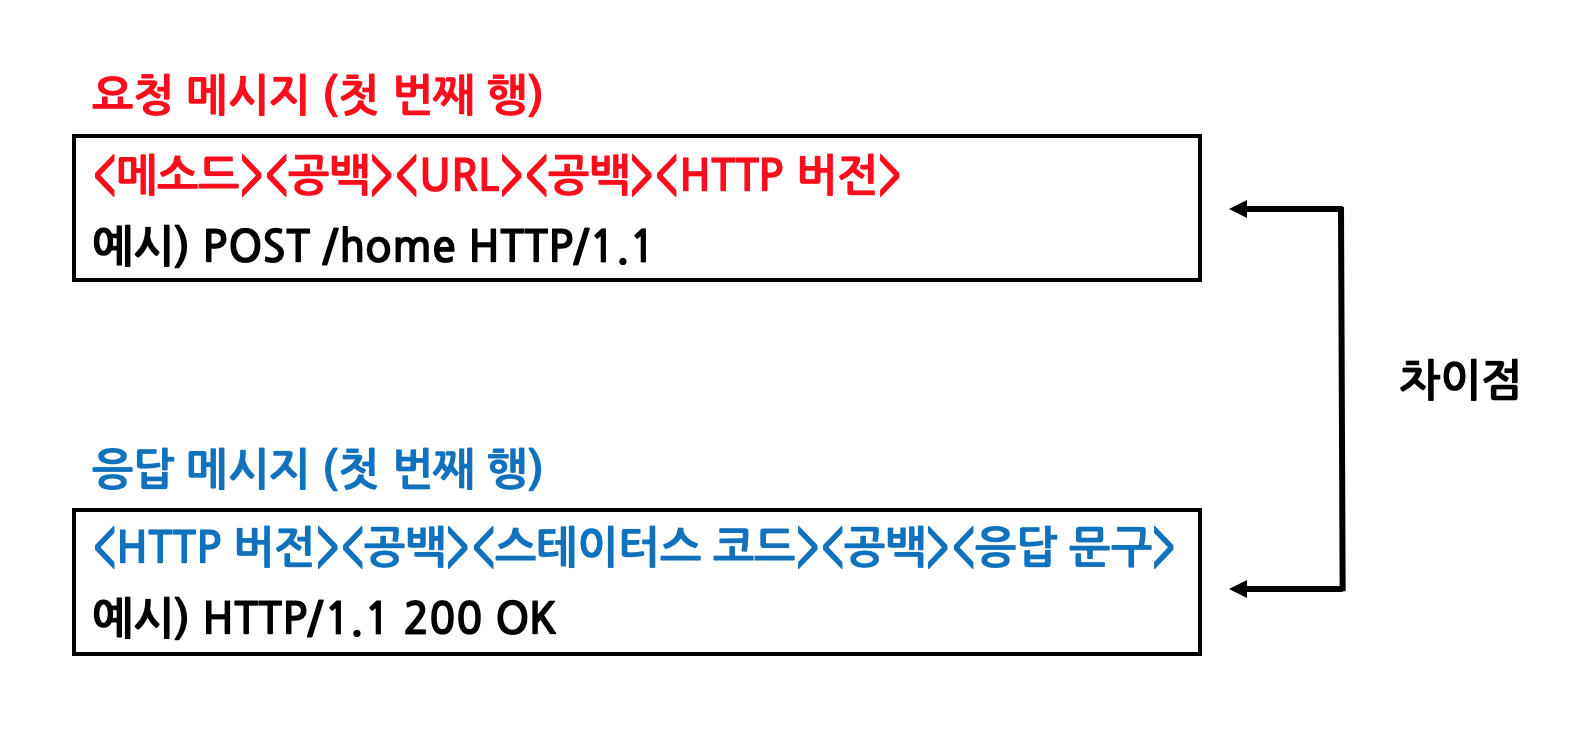 요청 메시지 (첫 번째 행)
<메소드><공백><URL><공백><HTTP 버전>
예시) POST /home HTTP/1.1
차이점
응답 메시지 (첫 번째 행)
<HTTP 버전><공백><스테이터스 코드><공백><응답 문구>
예시) HTTP/1.1 200 OK